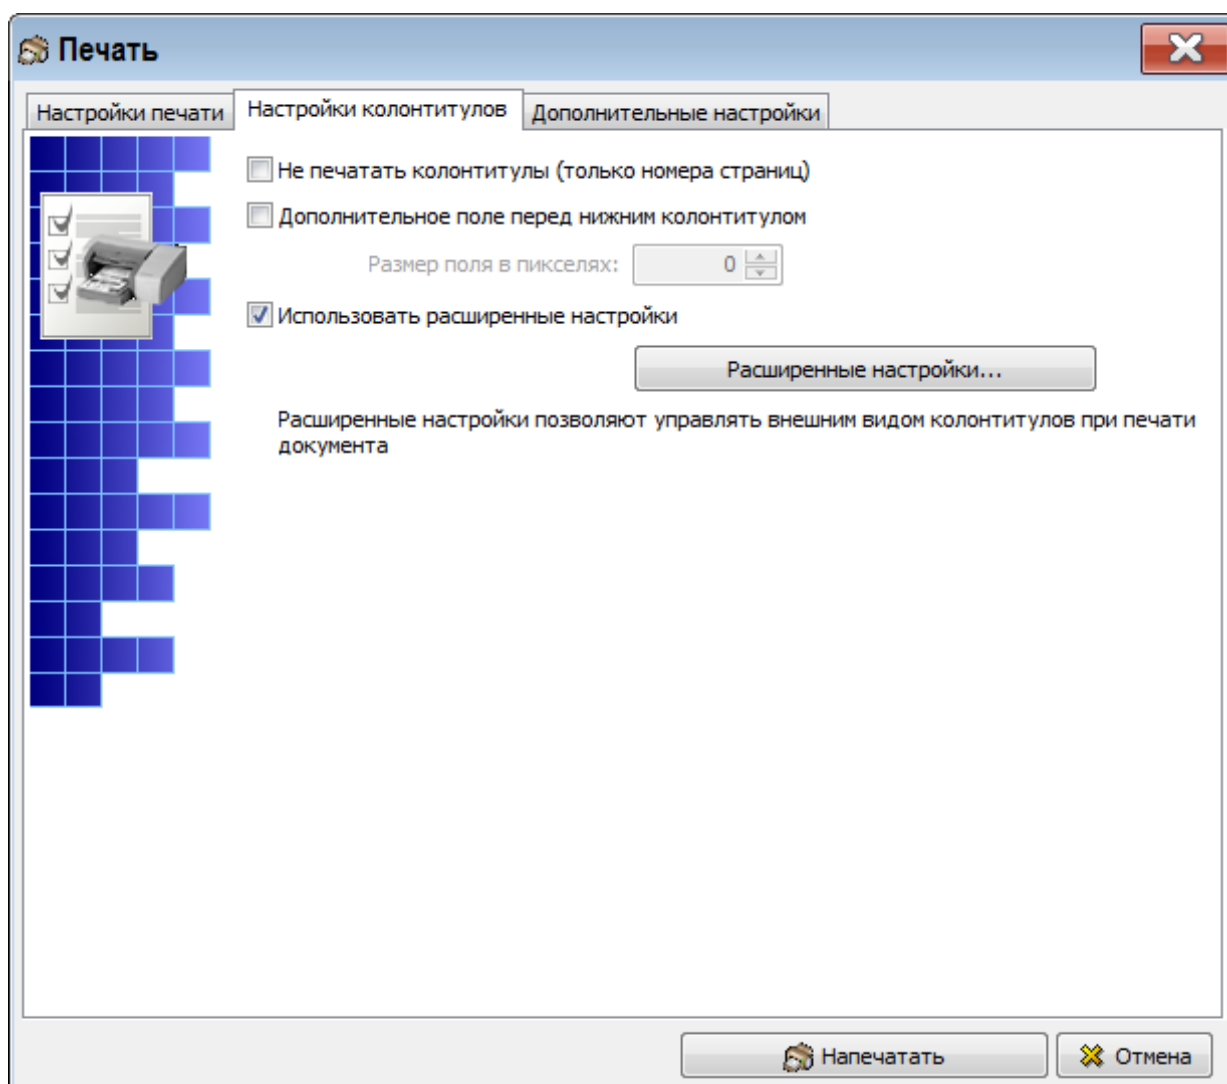 Печать
Настройки печати Настройки колонтитулов Дополнительные настройки
Не печатать колонтитулы (только номера страниц)
Дополнительное поле перед нижним колонтитулом
Размер поля в пикселях: 0
Использовать расширенные настройки
Расширенные настройки...
Расширенные настройки позволяют управлять внешним видом колонтитулов при печати
документа
Напечатать Отмена